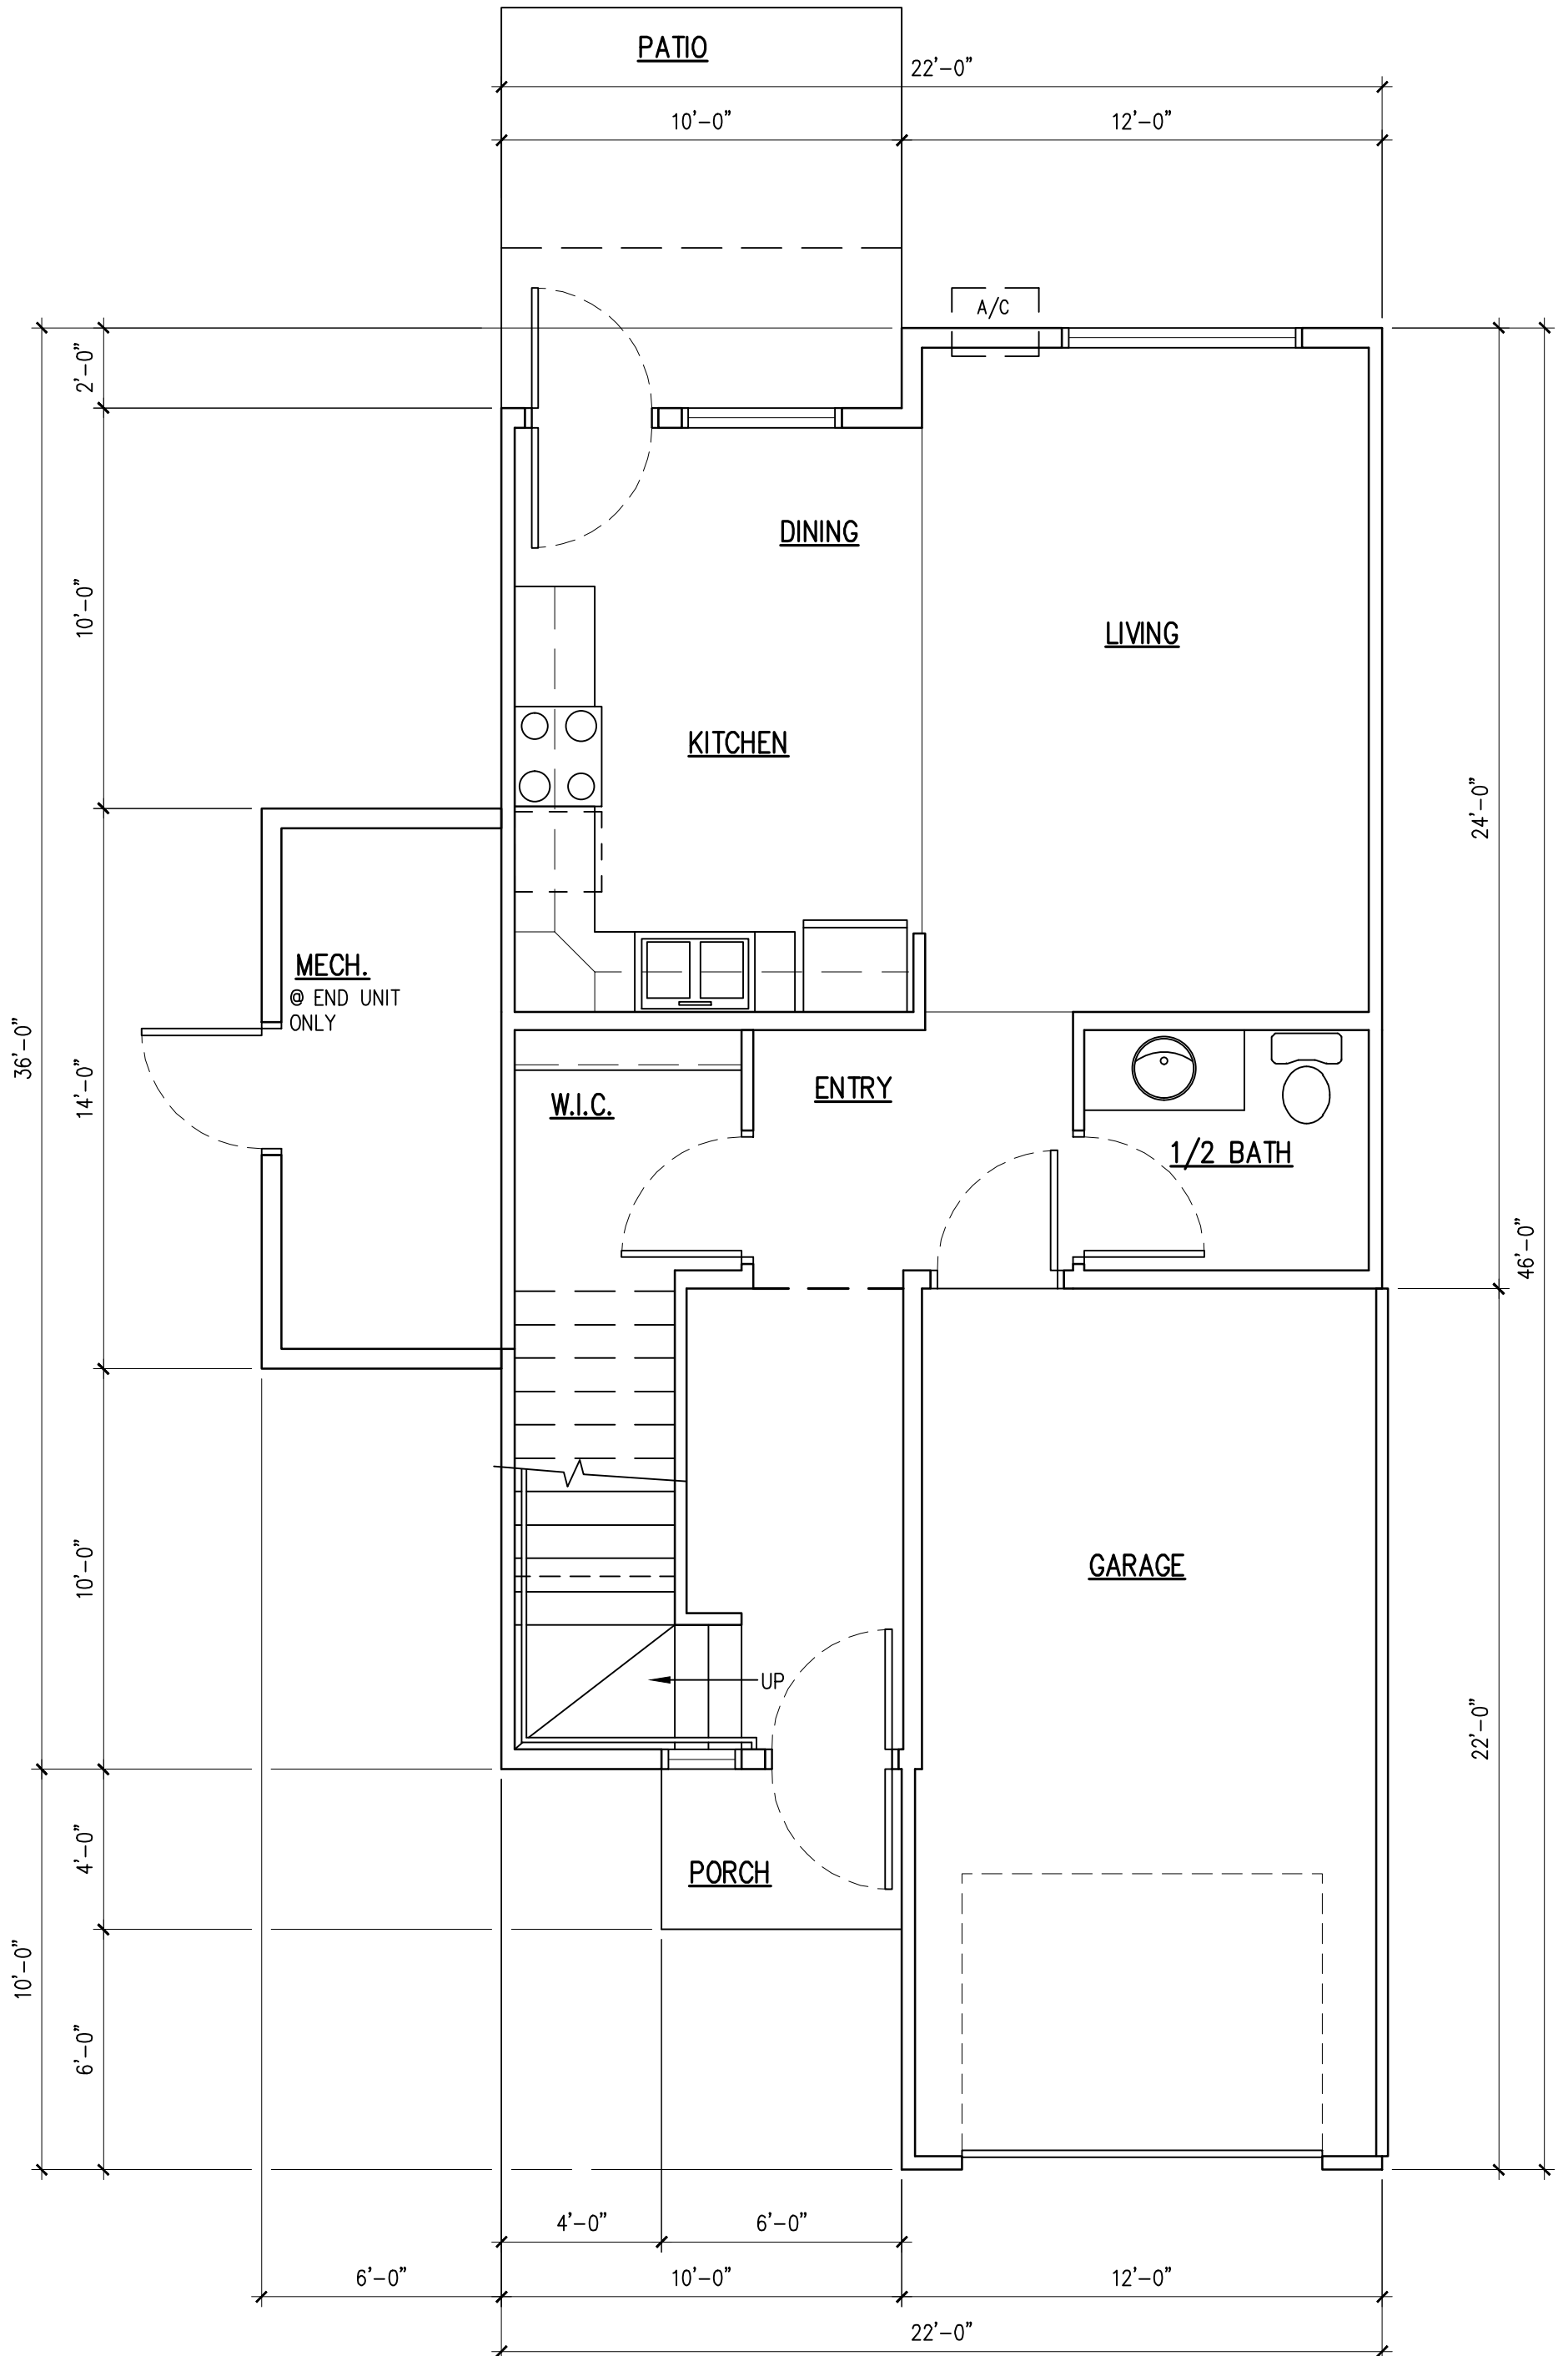 PATIO
22'-0"
10'-0"
12'-0"
A/C
2'-0"
DINING
10'-0"
LIVING
KITCHEN
24'-0"
MECH.
@ END UNIT
ONLY
36'-0"
14'-0"
W.I.C.
ENTRY
1/2 BATH
46'-0"
10'-0"
GARAGE
UP
22'-0"
4'-0"
PORCH
10'-0"
6'-0"
4'-0"
6'-0"
6'-0"
10'-0"
12'-0"
22'-0"